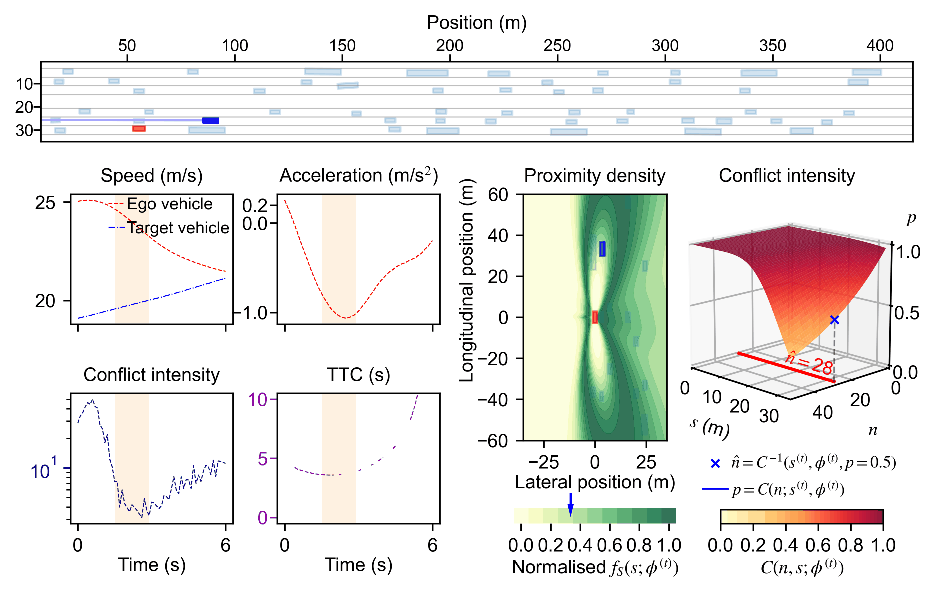 Position (m)
50 100 150 200 250 300 350 400
10
20
30
Speed (m/s)
25
20
Ego vehicle
Target vehicle
Acceleration (m/s²)
0.2
0.0
−1.0
0 6
0 6
Proximity density
Longitudinal position (m)
60
40
20
0
−20
−40
−60
−25 0 25
Lateral position (m)
0.0 0.2 0.4 0.6 0.8 1.0
Normalised f_S(s; ϕ^(t))
Conflict intensity
p
1.0
0.5
0.0
n̂ = 28
0 10 20 30
s (m)
40 20 0
n
n̂ = C⁻¹(s^(t), ϕ^(t), p = 0.5)
p = C(n; s^(t), ϕ^(t))
0.0 0.2 0.4 0.6 0.8 1.0
C(n, s; ϕ^(t))
Conflict intensity
10¹
0 6
Time (s)
TTC (s)
10
5
0
0 6
Time (s)